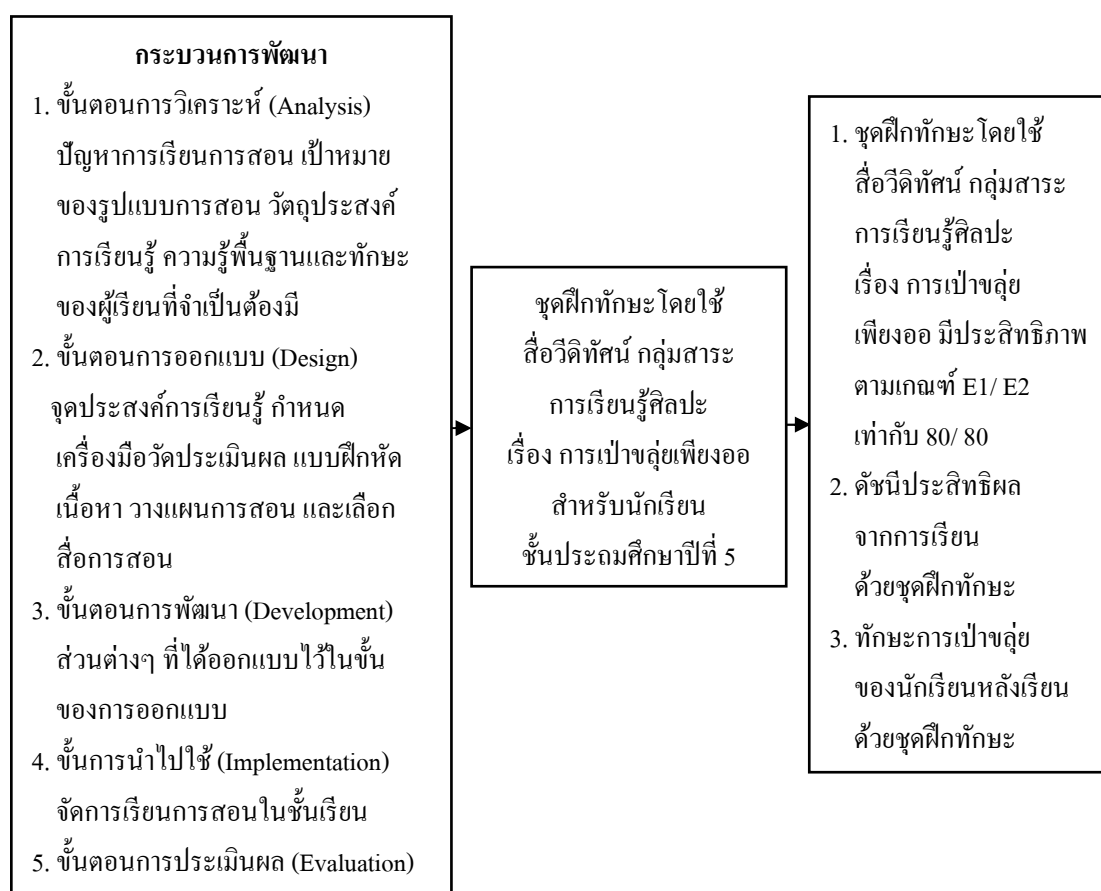 กระบวนการพัฒนา
1. ขั้นตอนการวิเคราะห์ (Analysis)
ปัญหาการเรียนการสอน เป้าหมาย
ของรูปแบบการสอน วัตถุประสงค์
การเรียนรู้ ความรู้พื้นฐานและทักษะ
ของผู้เรียนที่จำเป็นต้องมี
2. ขั้นตอนการออกแบบ (Design)
จุดประสงค์การเรียนรู้ กำหนด
เครื่องมือวัดประเมินผล แบบฝึกหัด
เนื้อหา วางแผนการสอน และเลือก
สื่อการสอน
3. ขั้นตอนการพัฒนา (Development)
ส่วนต่างๆ ที่ได้ออกแบบไว้ในขั้น
ของการออกแบบ
4. ขั้นการนำไปใช้ (Implementation)
จัดการเรียนการสอนในชั้นเรียน
5. ขั้นตอนการประเมินผล (Evaluation)
ชุดฝึกทักษะโดยใช้
สื่อวีดิทัศน์ กลุ่มสาระ
การเรียนรู้ศิลปะ
เรื่อง การเป่าขลุ่ยเพียงออ
สำหรับนักเรียน
ชั้นประถมศึกษาปีที่ 5
1. ชุดฝึกทักษะโดยใช้
สื่อวีดิทัศน์ กลุ่มสาระ
การเรียนรู้ศิลปะ
เรื่อง การเป่าขลุ่ย
เพียงออ มีประสิทธิภาพ
ตามเกณฑ์ E1/ E2
เท่ากับ 80/ 80
2. ดัชนีประสิทธิผล
จากการเรียน
ด้วยชุดฝึกทักษะ
3. ทักษะการเป่าขลุ่ย
ของนักเรียนหลังเรียน
ด้วยชุดฝึกทักษะ